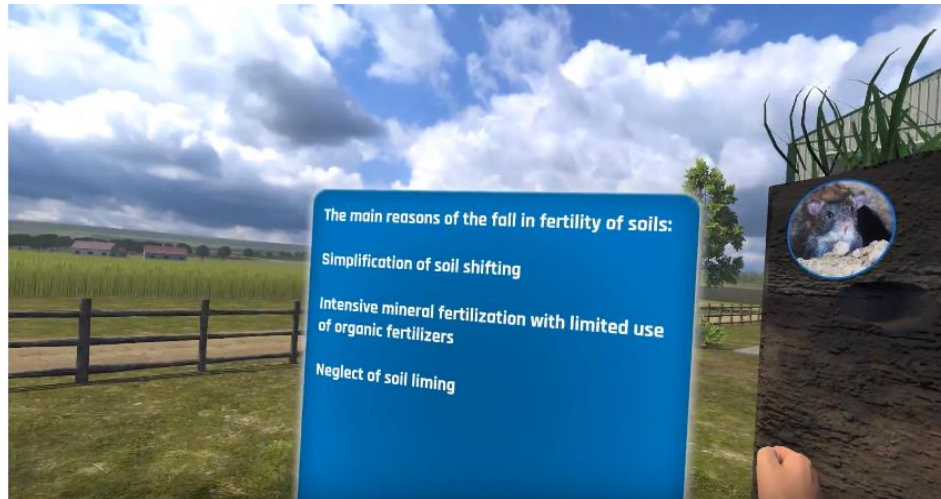 The main reasons of the fall in fertility of soils:
Simplification of soil shifting
Intensive mineral fertilization with limited use
of organic fertilizers
Neglect of soil liming